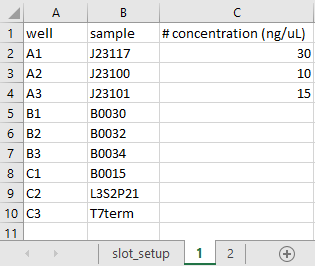 A B C
1 well sample # concentration (ng/uL)
2 A1 J23117 30
3 A2 J23100 10
4 A3 J23101 15
5 B1 B0030
6 B2 B0032
7 B3 B0034
8 C1 B0015
9 C2 L3S2P21
10 C3 T7term
11
slot_setup 1 2